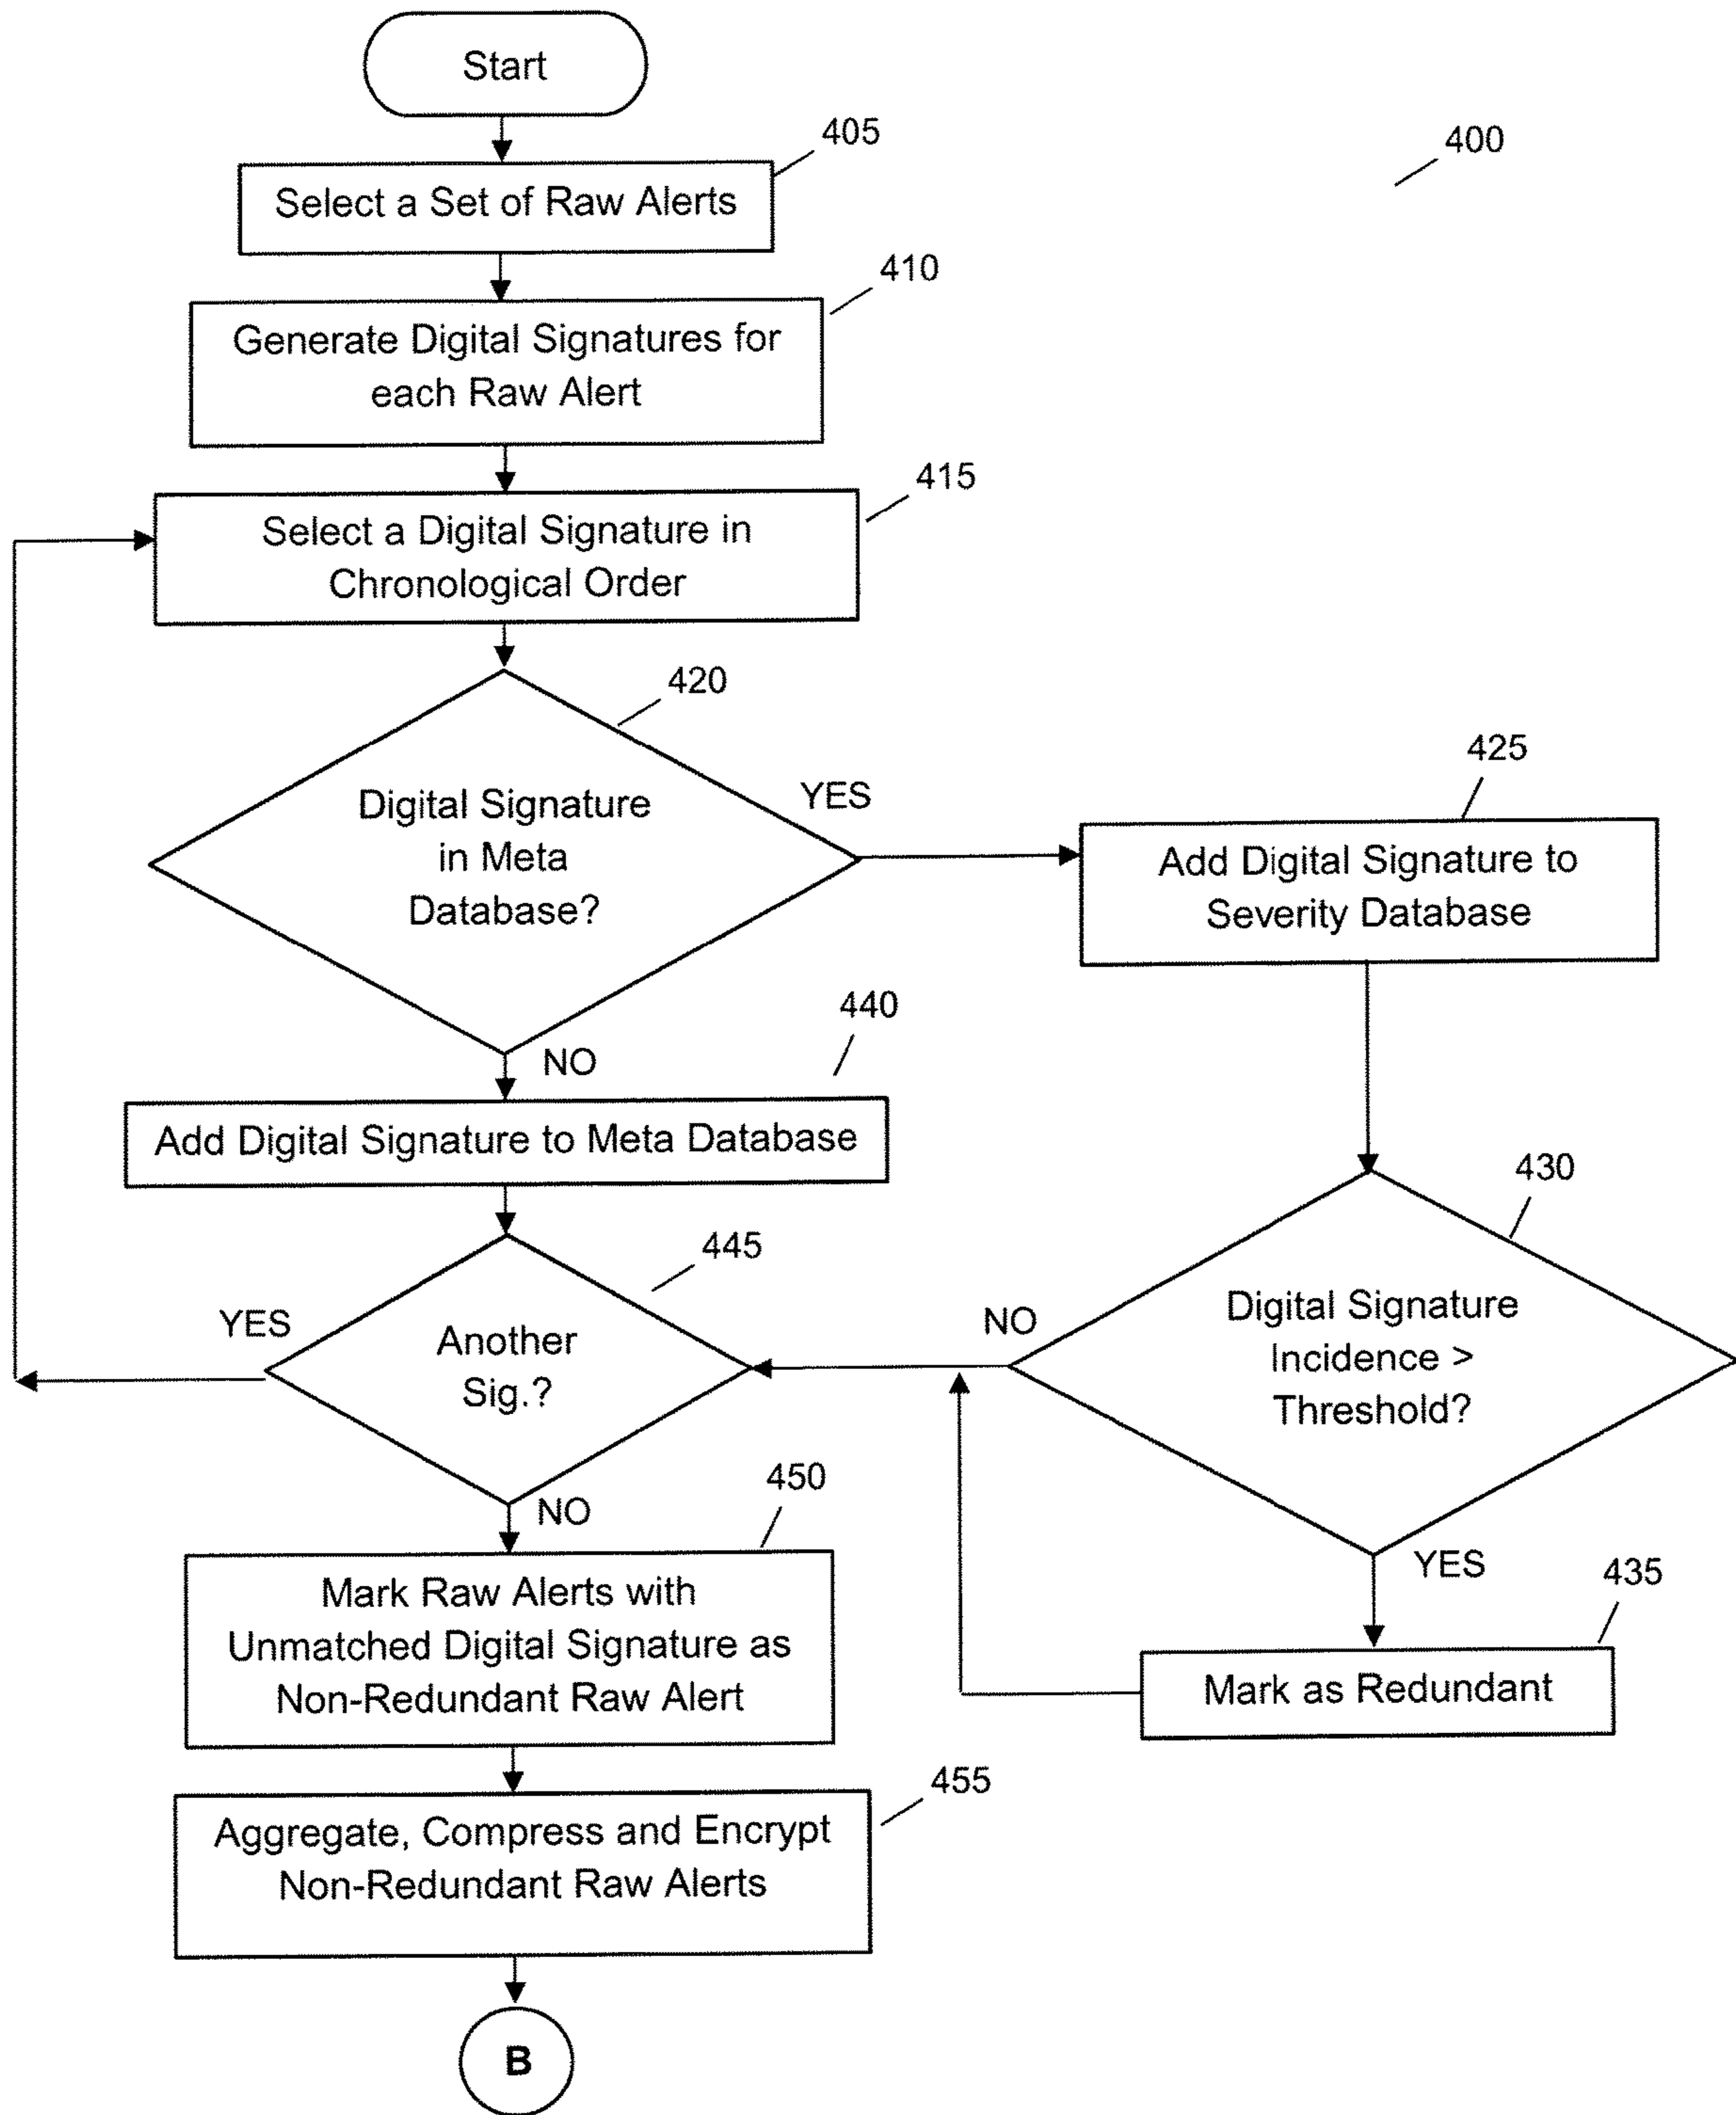 Start
405
400
Select a Set of Raw Alerts
410
Generate Digital Signatures for
each Raw Alert
415
Select a Digital Signature in
Chronological Order
420
Digital Signature
in Meta
Database?
YES
425
Add Digital Signature to
Severity Database
NO
440
Add Digital Signature to Meta Database
430
445
Digital Signature
Incidence >
Threshold?
NO
YES
Another
Sig.?
YES
435
Mark as Redundant
NO
450
Mark Raw Alerts with
Unmatched Digital Signature as
Non-Redundant Raw Alert
455
Aggregate, Compress and Encrypt
Non-Redundant Raw Alerts
B